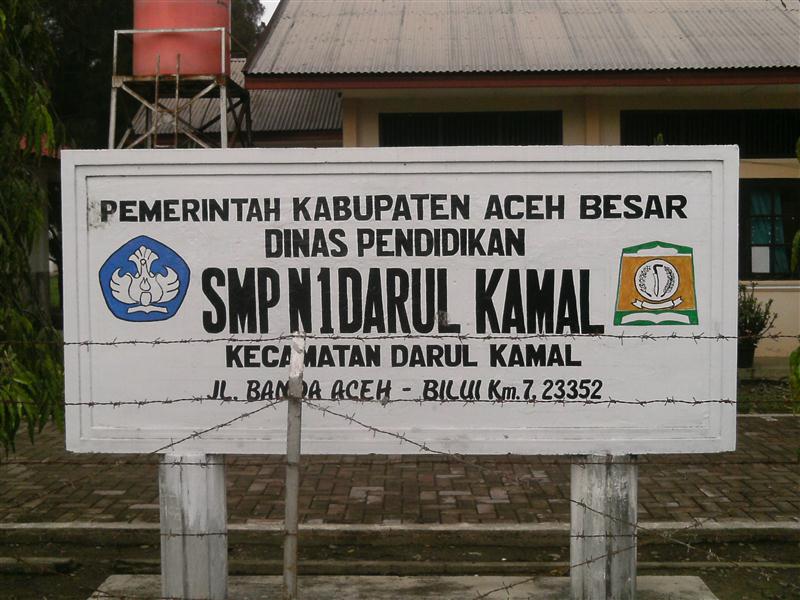 PEMERINTAH KABUPATEN ACEH BESAR
DINAS PENDIDIKAN
SMP N1 DARUL KAMAL
KECAMATAN DARUL KAMAL
JL. BANDA ACEH - BILUI Km.7, 23352